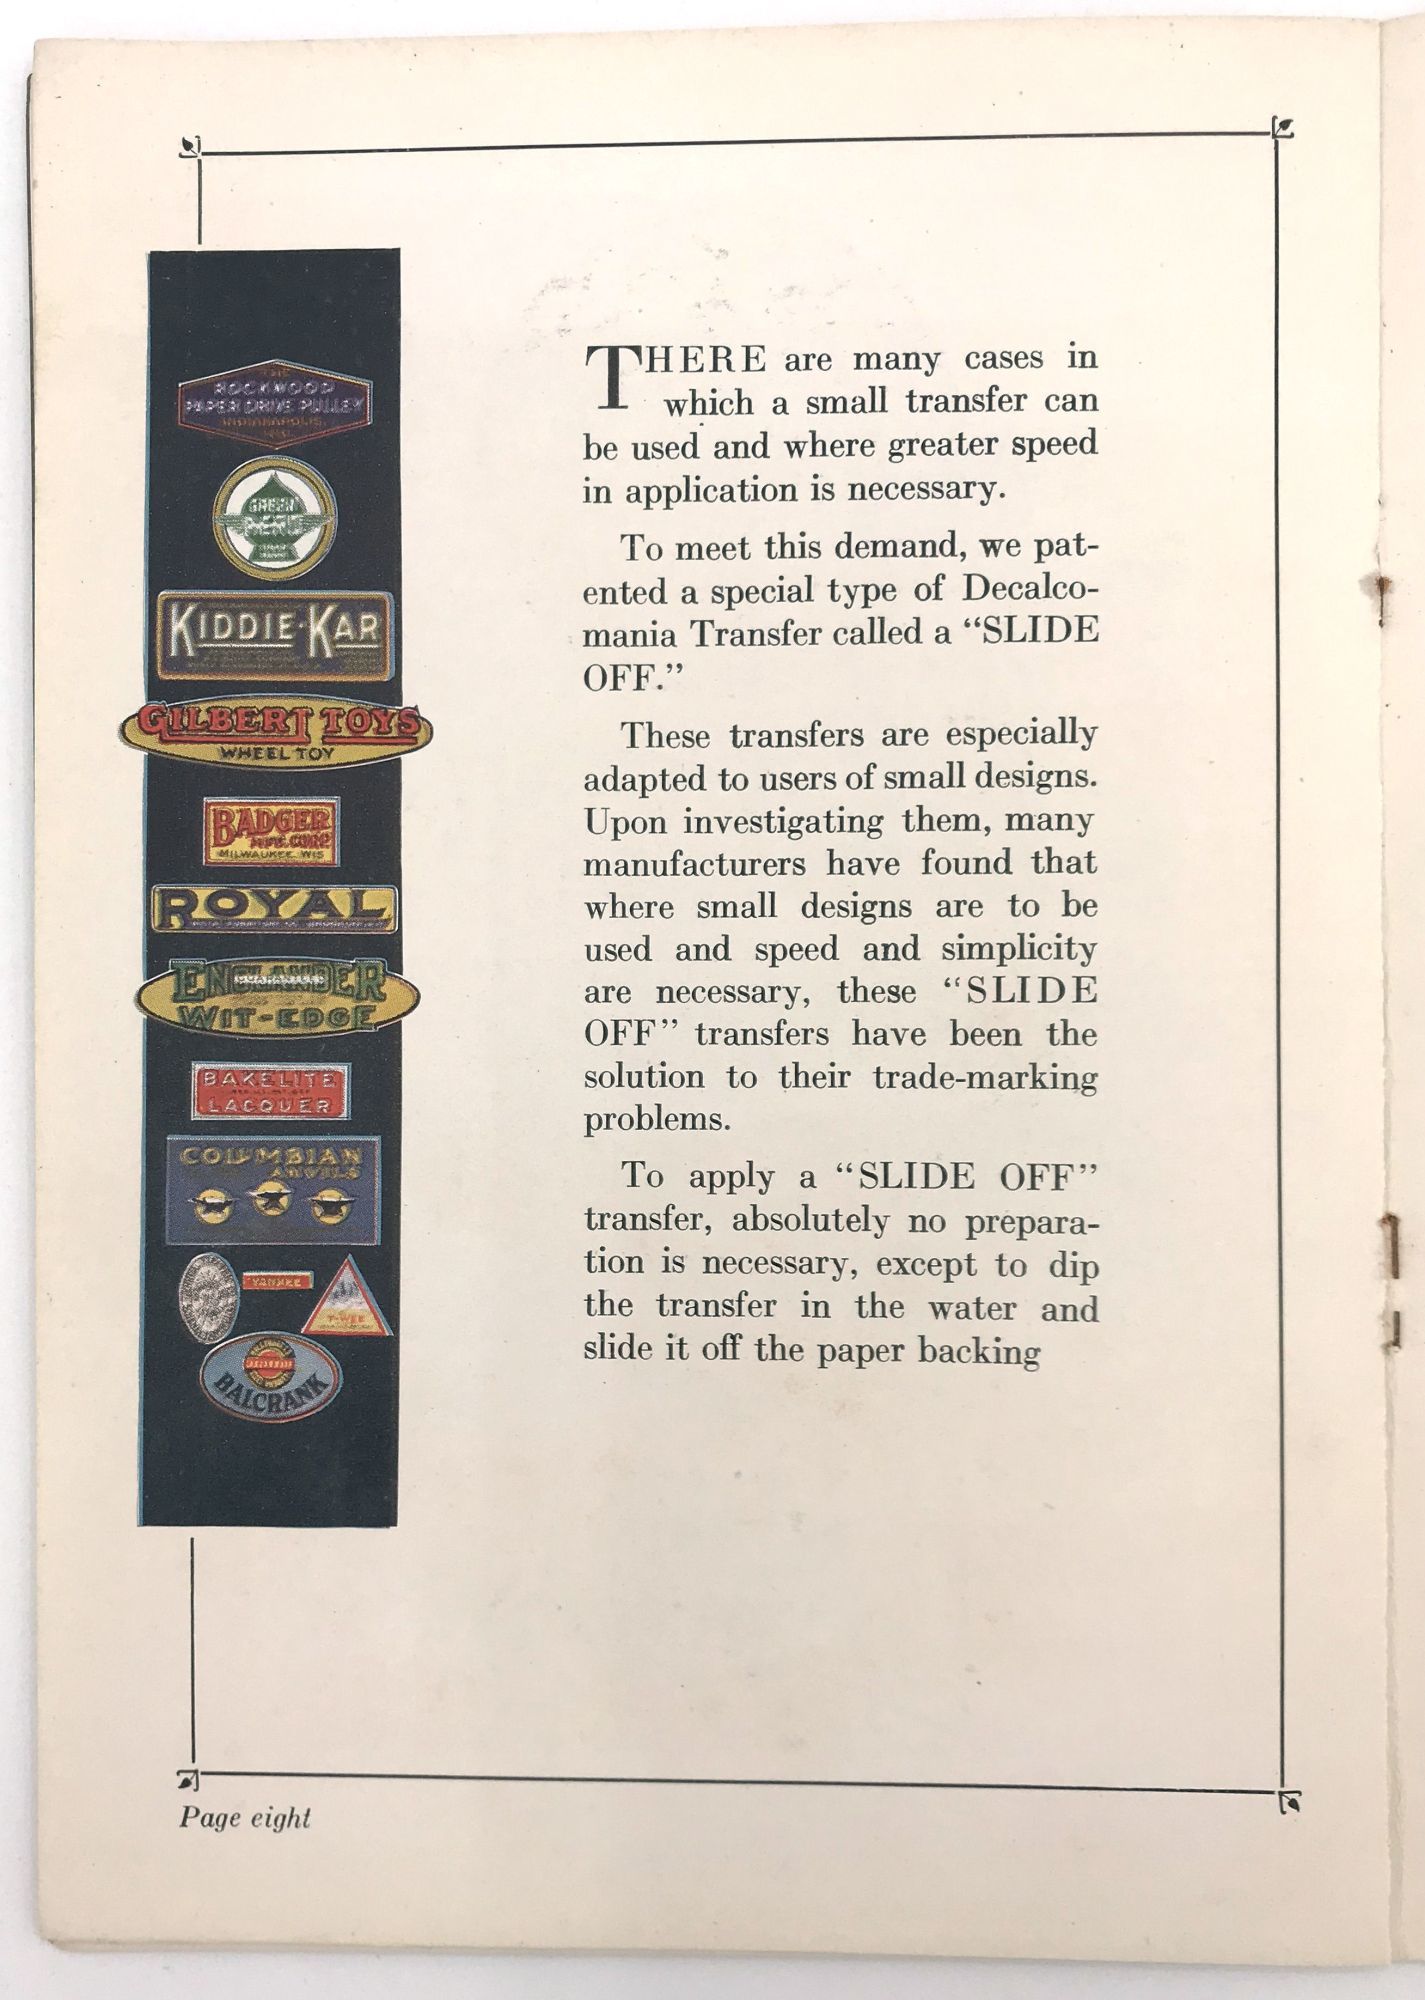 THE
ROCKWOOD
PAPER DRIVE PULLEY
INDIANAPOLIS
IND.
GREEN
KIDDIE-KAR
GILBERT TOYS
WHEEL TOY
BADGER
MFG. CORP.
MILWAUKEE, WIS
ROYAL
ENGLANDER
GUARANTEED
WIT-EDGE
BAKELITE
LACQUER
COLUMBIAN
ANVILS
YANKEE
T-WEE
BALCRANK
THERE are many cases in
which a small transfer can
be used and where greater speed
in application is necessary.
To meet this demand, we pat-
ented a special type of Decalco-
mania Transfer called a “SLIDE
OFF.”
These transfers are especially
adapted to users of small designs.
Upon investigating them, many
manufacturers have found that
where small designs are to be
used and speed and simplicity
are necessary, these “SLIDE
OFF” transfers have been the
solution to their trade-marking
problems.
To apply a “SLIDE OFF”
transfer, absolutely no prepara-
tion is necessary, except to dip
the transfer in the water and
slide it off the paper backing
Page eight